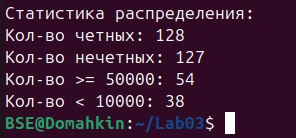 Статистика распределения:
Кол-во четных: 128
Кол-во нечетных: 127
Кол-во >= 50000: 54
Кол-во < 10000: 38
BSE@Domahkin:~/Lab03$